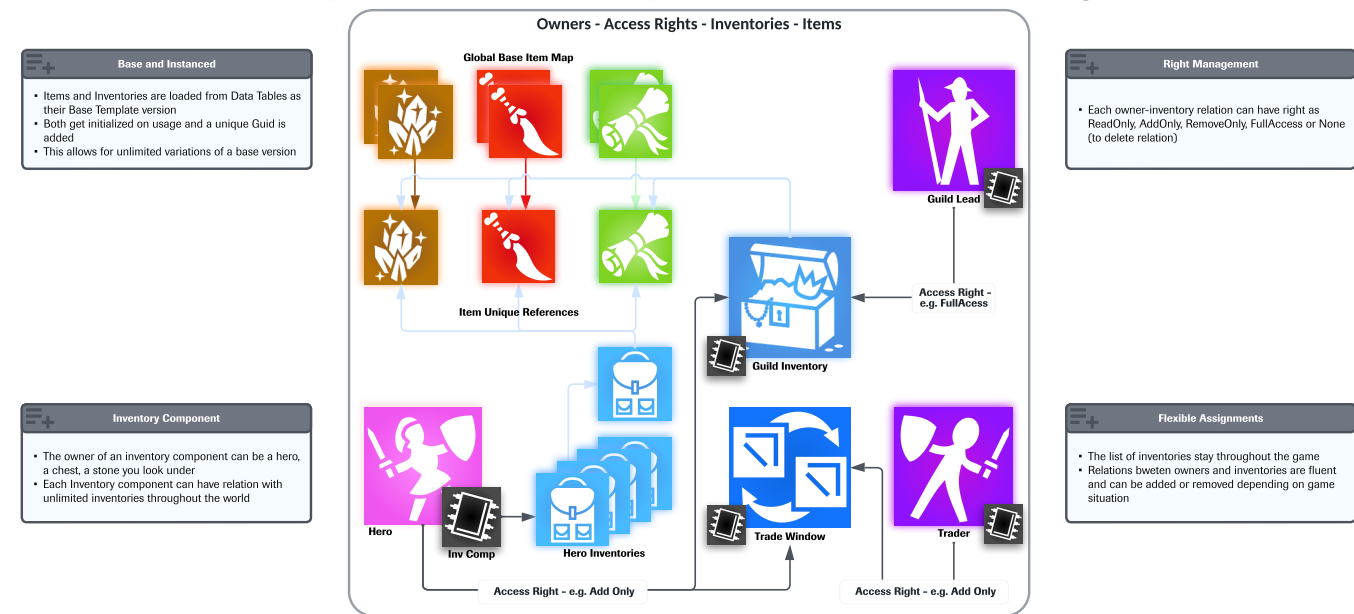 Owners - Access Rights - Inventories - Items
Base and Instanced
Items and Inventories are loaded from Data Tables as
their Base Template version
Both get initialized on usage and a unique Guid is
added
This allows for unlimited variations of a base version
Global Base Item Map
Right Management
Each owner-inventory relation can have right as
ReadOnly, AddOnly, RemoveOnly, FullAccess or None
(to delete relation)
Guild Lead
Access Right -
e.g. FullAcess
Item Unique References
Guild Inventory
Inventory Component
The owner of an inventory component can be a hero,
a chest, a stone you look under
Each Inventory component can have relation with
unlimited inventories throughout the world
Flexible Assignments
The list of inventories stay throughout the game
Relations bweten owners and inventories are fluent
and can be added or removed depending on game
situation
Hero
Inv Comp
Hero Inventories
Trade Window
Trader
Access Right - e.g. Add Only
Access Right - e.g. Add Only